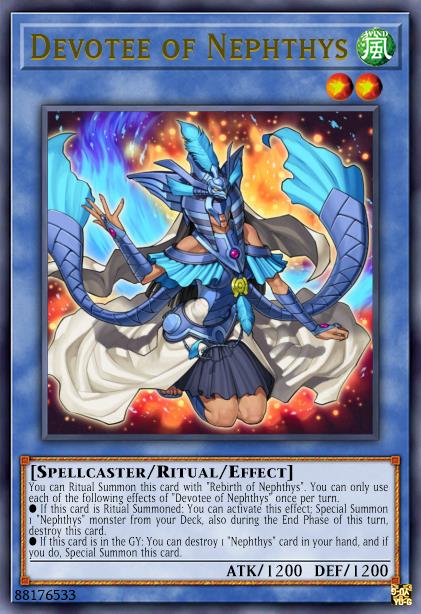 Devotee of Nephthys
WIND
風
[Spellcaster/Ritual/Effect]
You can Ritual Summon this card with "Rebirth of Nephthys". You can only use
each of the following effects of "Devotee of Nephthys" once per turn.
● If this card is Ritual Summoned: You can activate this effect; Special Summon
1 "Nephthys" monster from your Deck, also during the End Phase of this turn,
destroy this card.
● If this card is in the GY: You can destroy 1 "Nephthys" card in your hand, and if
you do, Special Summon this card.
ATK/1200 DEF/1200
88176533